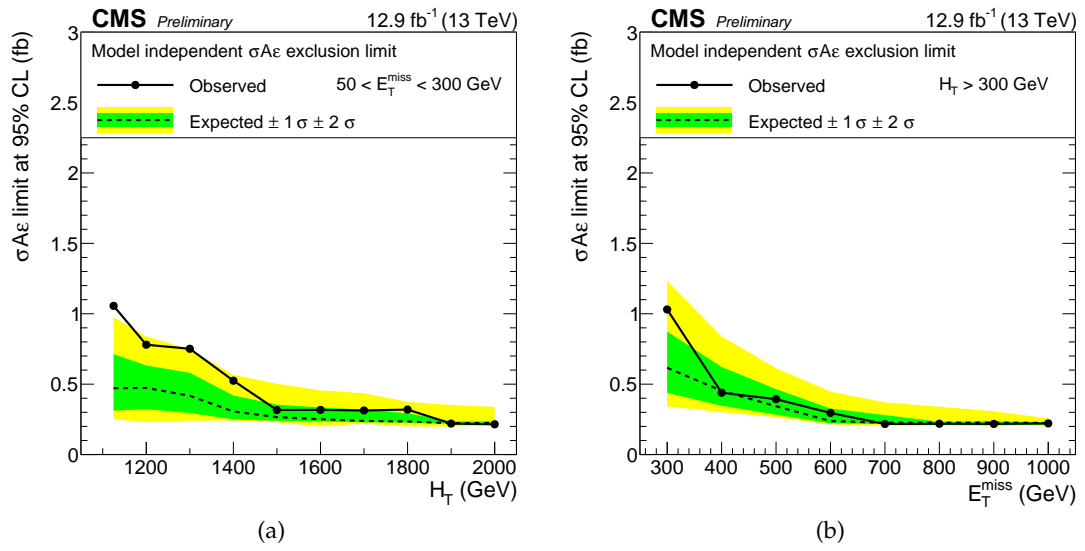 CMS Preliminary 12.9 fb⁻¹ (13 TeV)
Model independent σAε exclusion limit
Observed 50 < E_T^miss < 300 GeV
Expected ± 1 σ ± 2 σ
σAε limit at 95% CL (fb)
3
2.5
2
1.5
1
0.5
0
1200 1400 1600 1800 2000
H_T (GeV)
(a)
CMS Preliminary 12.9 fb⁻¹ (13 TeV)
Model independent σAε exclusion limit
Observed H_T > 300 GeV
Expected ± 1 σ ± 2 σ
σAε limit at 95% CL (fb)
3
2.5
2
1.5
1
0.5
0
300 400 500 600 700 800 900 1000
E_T^miss (GeV)
(b)